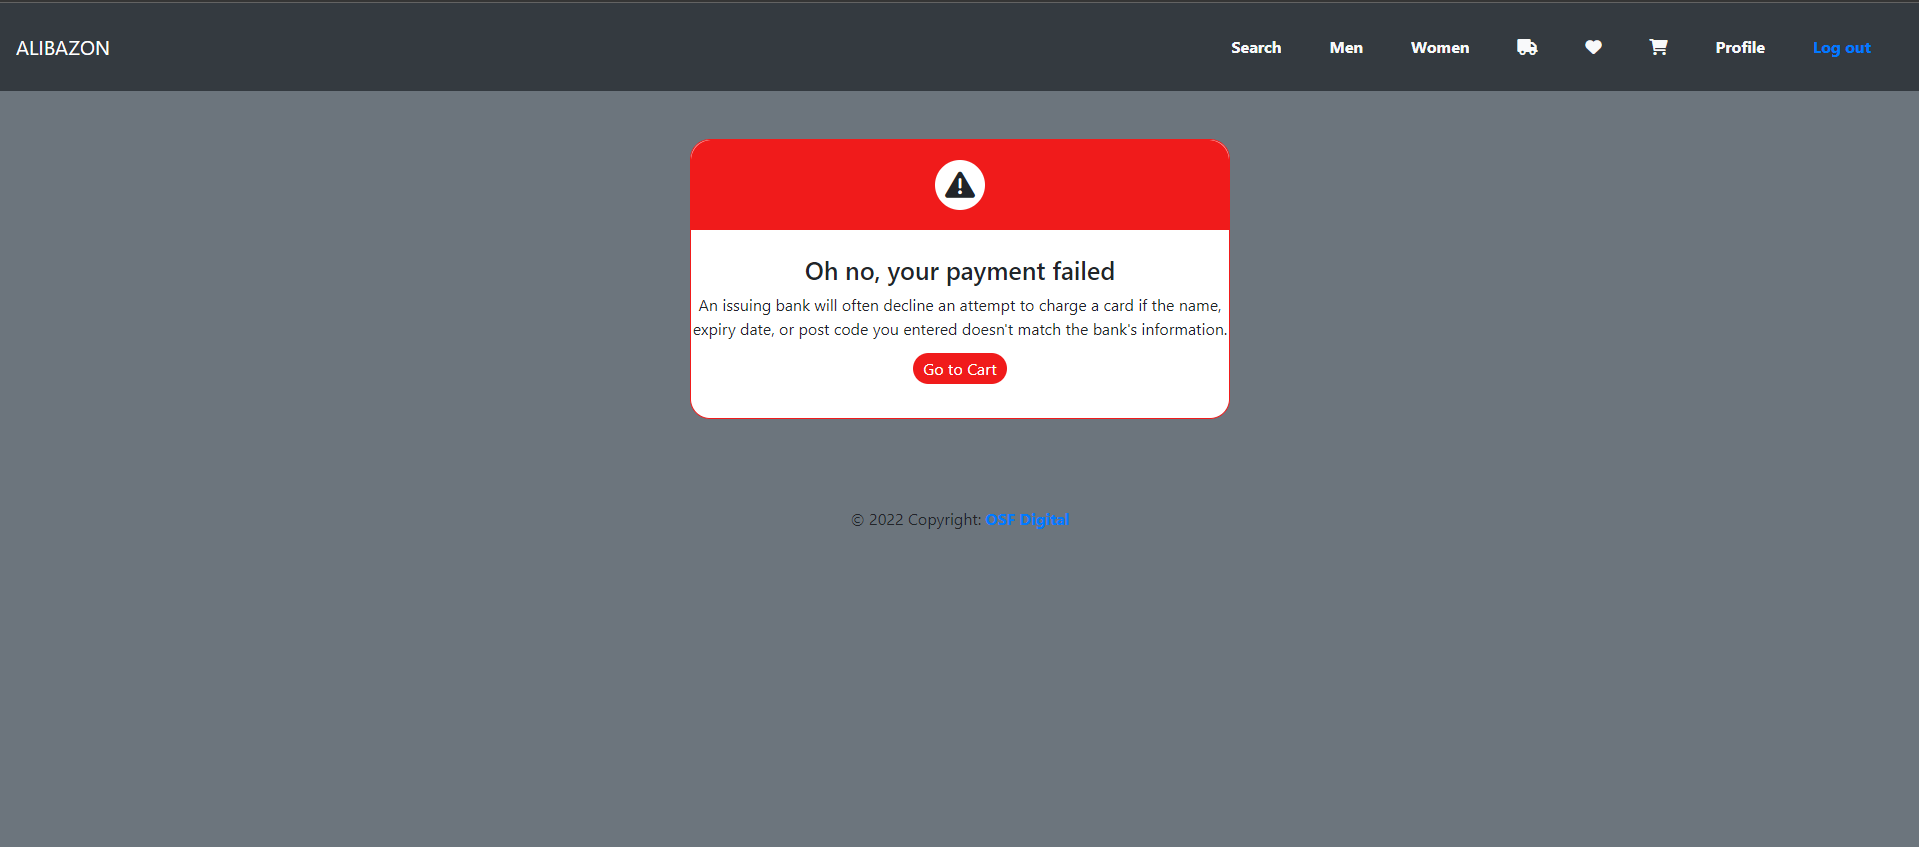 ALIBAZON
Search Men Women Profile Log out
Oh no, your payment failed
An issuing bank will often decline an attempt to charge a card if the name,
expiry date, or post code you entered doesn't match the bank's information.
Go to Cart
© 2022 Copyright: OSF Digital